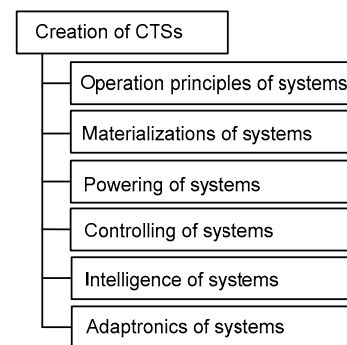 Creation of CTSs
Operation principles of systems
Materializations of systems
Powering of systems
Controlling of systems
Intelligence of systems
Adaptronics of systems